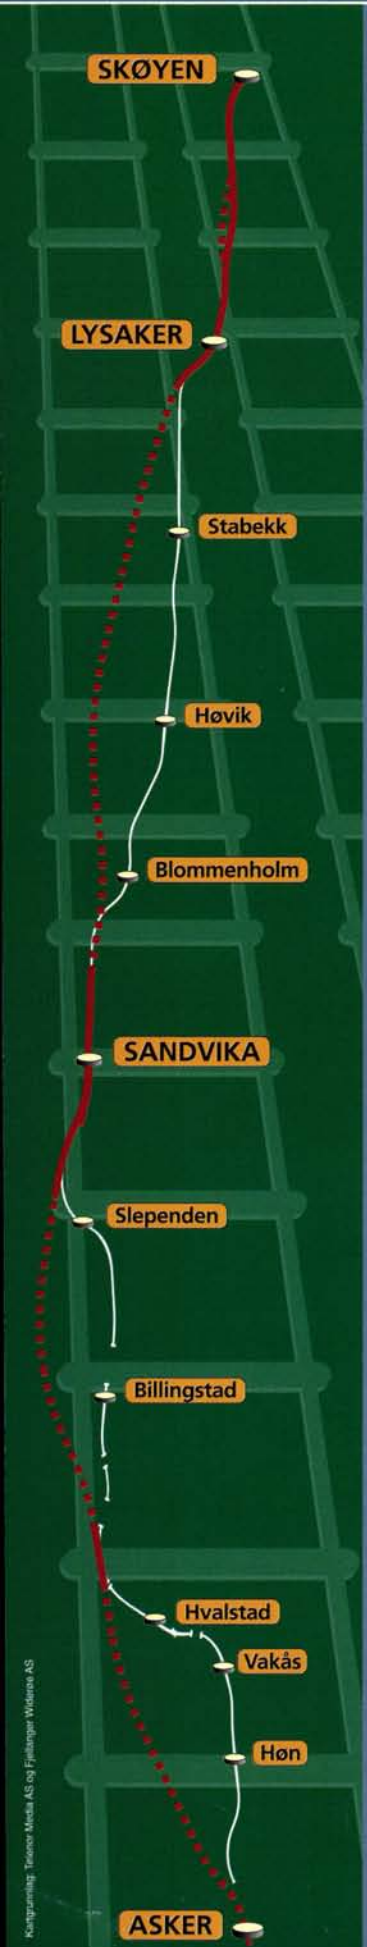 SKØYEN
LYSAKER
Stabekk
Høvik
Blommenholm
SANDVIKA
Slependen
Billingstad
Hvalstad
Vakås
Høn
ASKER
Kartgrunnlag: Telenor Media AS og Fjellanger Widerøe AS